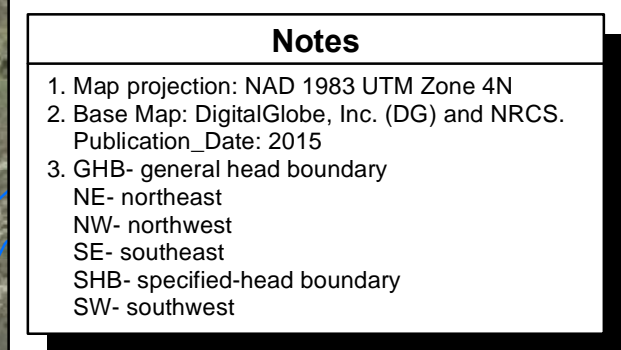 Notes
1. Map projection: NAD 1983 UTM Zone 4N
2. Base Map: DigitalGlobe, Inc. (DG) and NRCS.
Publication_Date: 2015
3. GHB- general head boundary
NE- northeast
NW- northwest
SE- southeast
SHB- specified-head boundary
SW- southwest